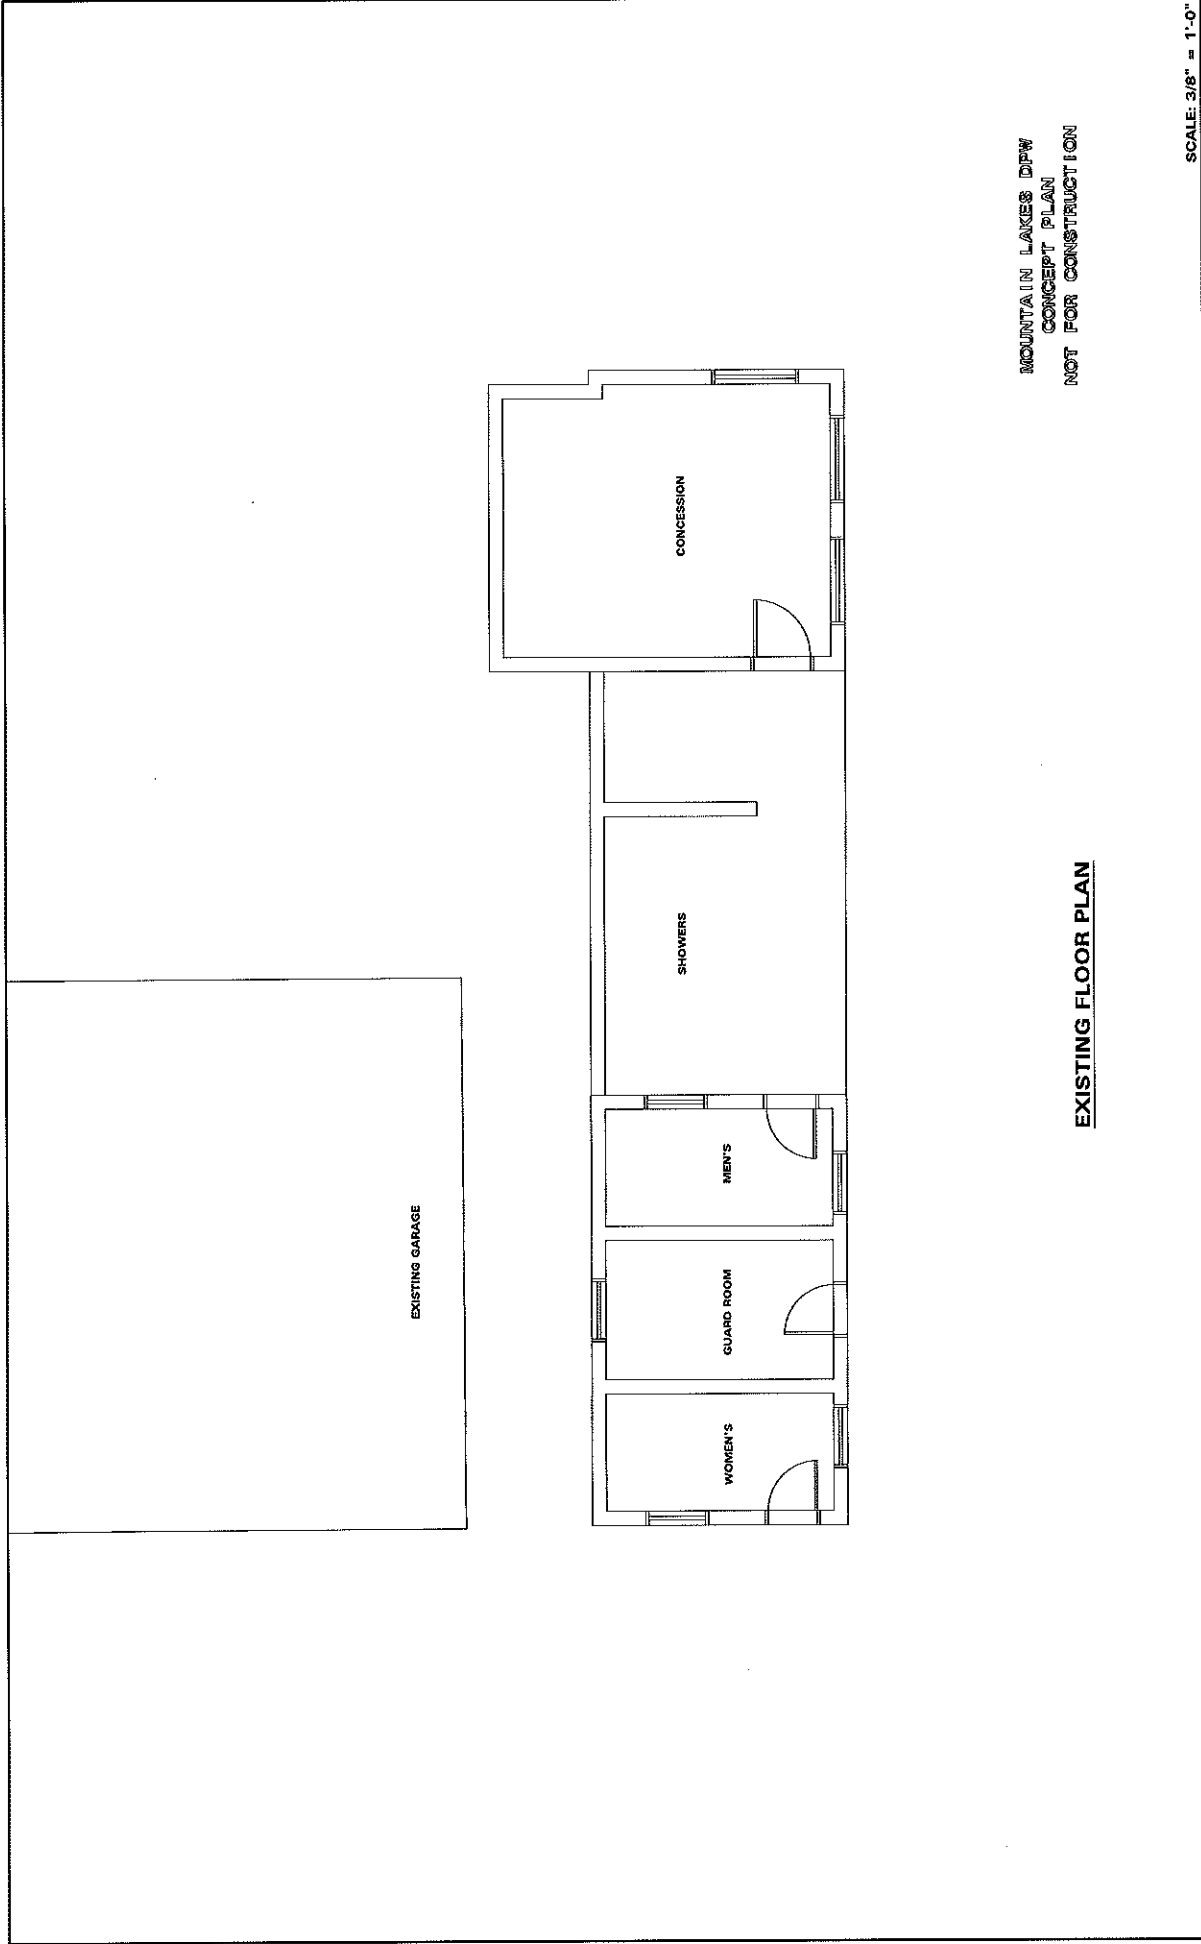 EXISTING GARAGE
WOMEN'S
GUARD ROOM
MEN'S
SHOWERS
CONCESSION
EXISTING FLOOR PLAN
MOUNTAIN LAKES DPW
CONCEPT PLAN
NOT FOR CONSTRUCTION
SCALE: 3/8" = 1'-0"